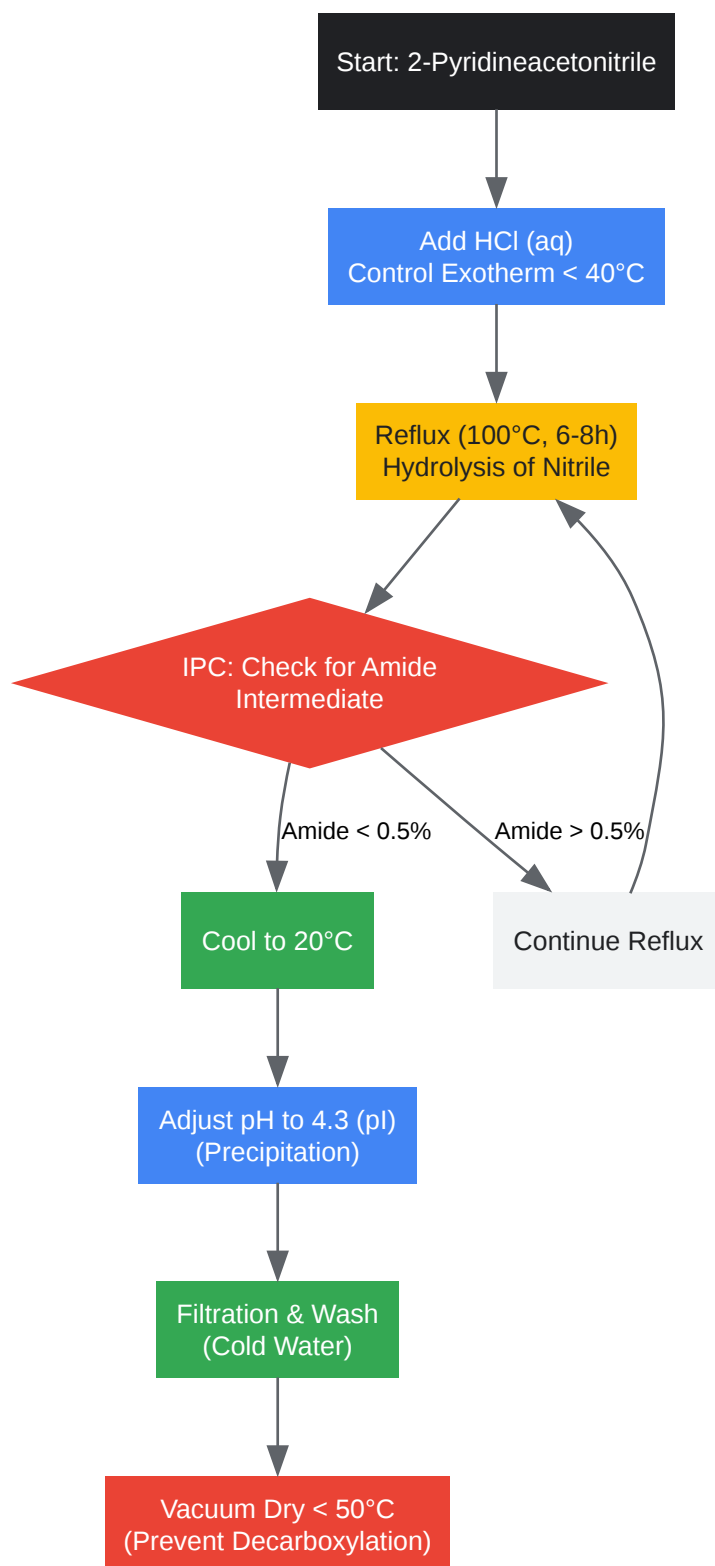 Start: 2-Pyridineacetonitrile
Add HCl (aq)
Control Exotherm < 40°C
Reflux (100°C, 6-8h)
Hydrolysis of Nitrile
IPC: Check for Amide
Intermediate
Amide < 0.5%
Amide > 0.5%
Cool to 20°C
Continue Reflux
Adjust pH to 4.3 (pI)
(Precipitation)
Filtration & Wash
(Cold Water)
Vacuum Dry < 50°C
(Prevent Decarboxylation)